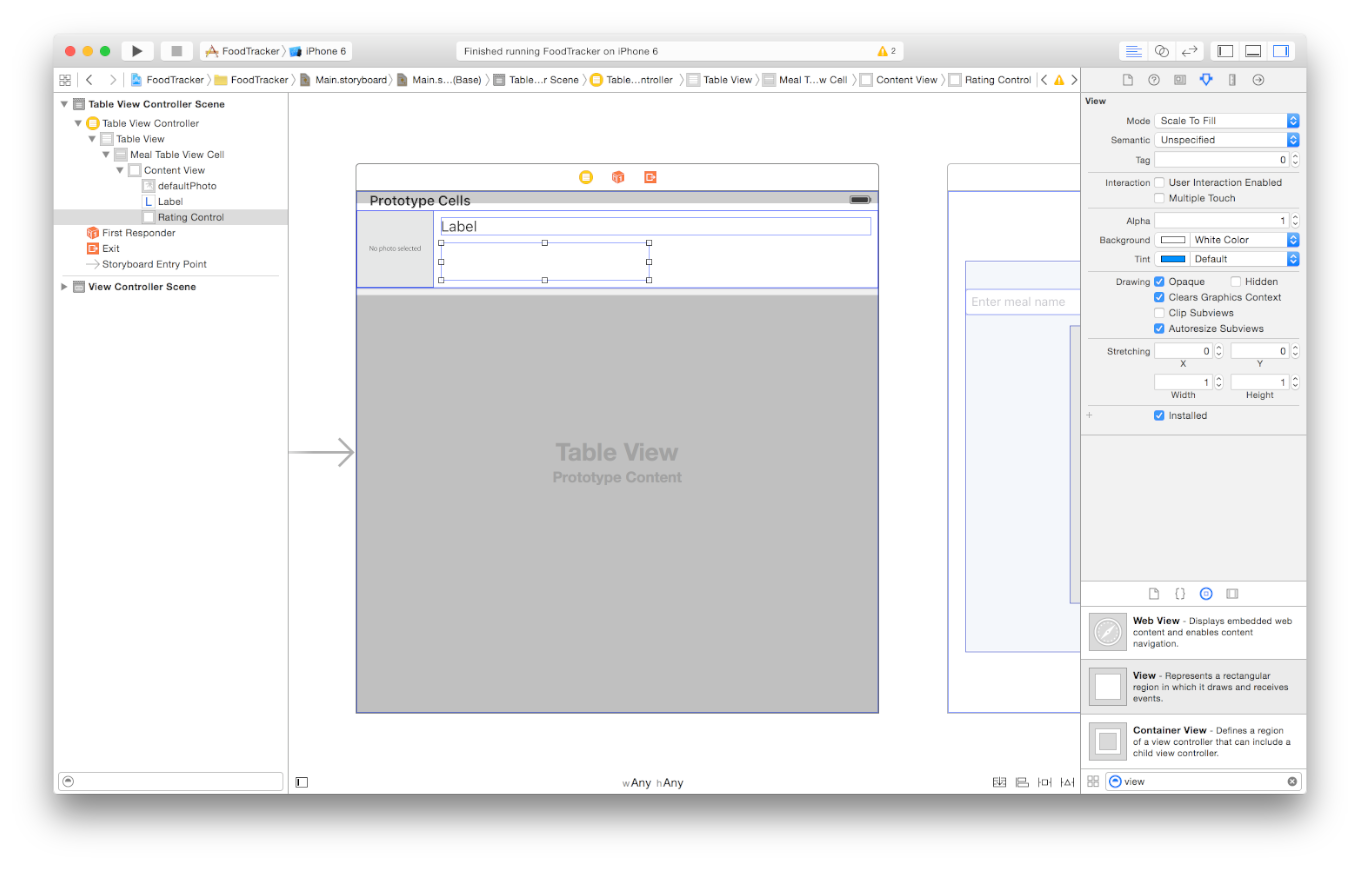 FoodTracker iPhone 6
Finished running FoodTracker on iPhone 6
2
FoodTracker FoodTracker Main.storyboard Main.s...(Base) Table...r Scene Table...ntroller Table View Meal T...w Cell Content View Rating Control
Table View Controller Scene
Table View Controller
Table View
Meal Table View Cell
Content View
defaultPhoto
L Label
Rating Control
First Responder
Exit
Storyboard Entry Point
View Controller Scene
Prototype Cells
No photo selected
Label
Table View
Prototype Content
Enter meal name
wAny hAny
View
Mode Scale To Fill
Semantic Unspecified
Tag 0
Interaction User Interaction Enabled
Multiple Touch
Alpha 1
Background White Color
Tint Default
Drawing Opaque Hidden
Clears Graphics Context
Clip Subviews
Autoresize Subviews
Stretching 0 0
X Y
1 1
Width Height
+ Installed
{}
Web View - Displays embedded web
content and enables content
navigation.
View - Represents a rectangular
region in which it draws and receives
events.
Container View - Defines a region
of a view controller that can include a
child view controller.
view